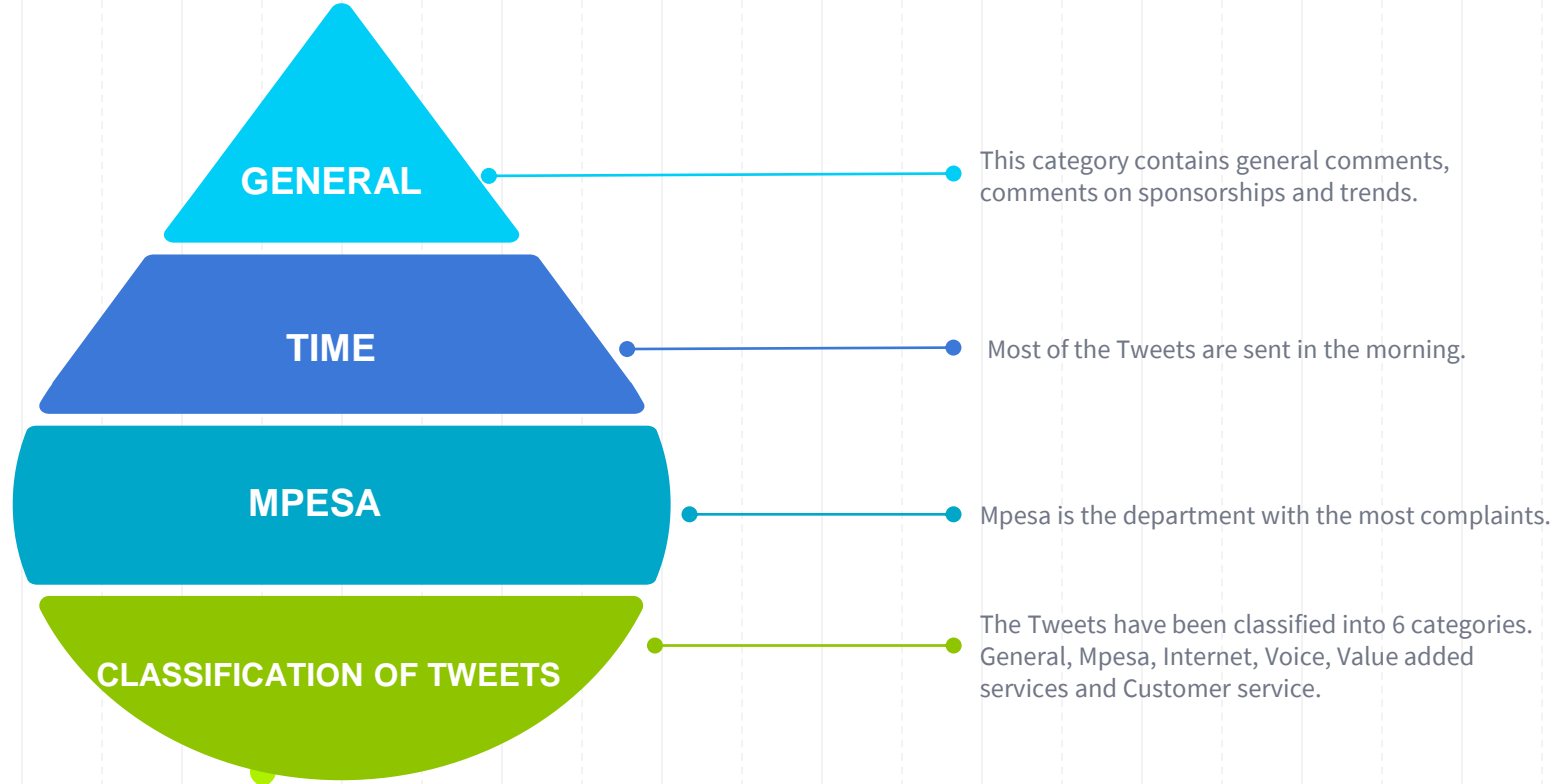 GENERAL
This category contains general comments,
comments on sponsorships and trends.
TIME
Most of the Tweets are sent in the morning.
MPESA
Mpesa is the department with the most complaints.
CLASSIFICATION OF TWEETS
The Tweets have been classified into 6 categories.
General, Mpesa, Internet, Voice, Value added
services and Customer service.